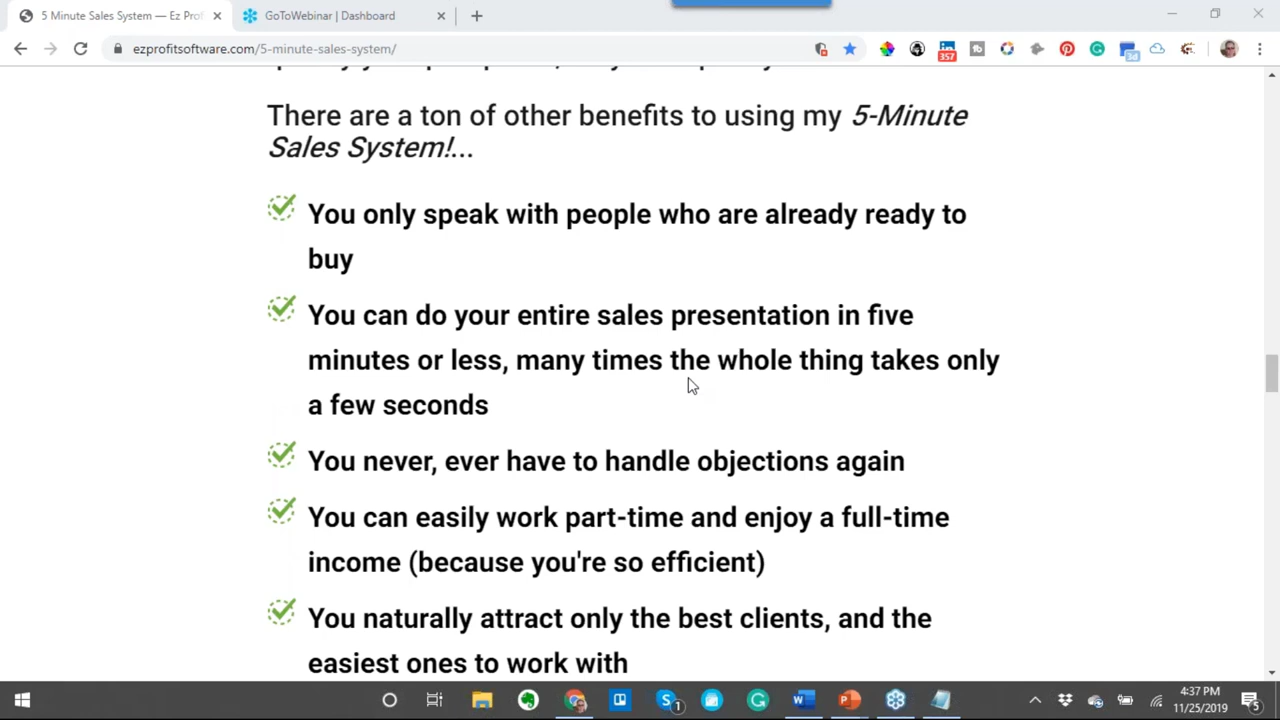 5 Minute Sales System — Ez Prof
GoToWebinar | Dashboard
ezprofitsoftware.com/5-minute-sales-system/
357
3d
There are a ton of other benefits to using my 5-Minute
Sales System!...
You only speak with people who are already ready to
buy
You can do your entire sales presentation in five
minutes or less, many times the whole thing takes only
a few seconds
You never, ever have to handle objections again
You can easily work part-time and enjoy a full-time
income (because you're so efficient)
You naturally attract only the best clients, and the
easiest ones to work with
1
4:37 PM
11/25/2019
5